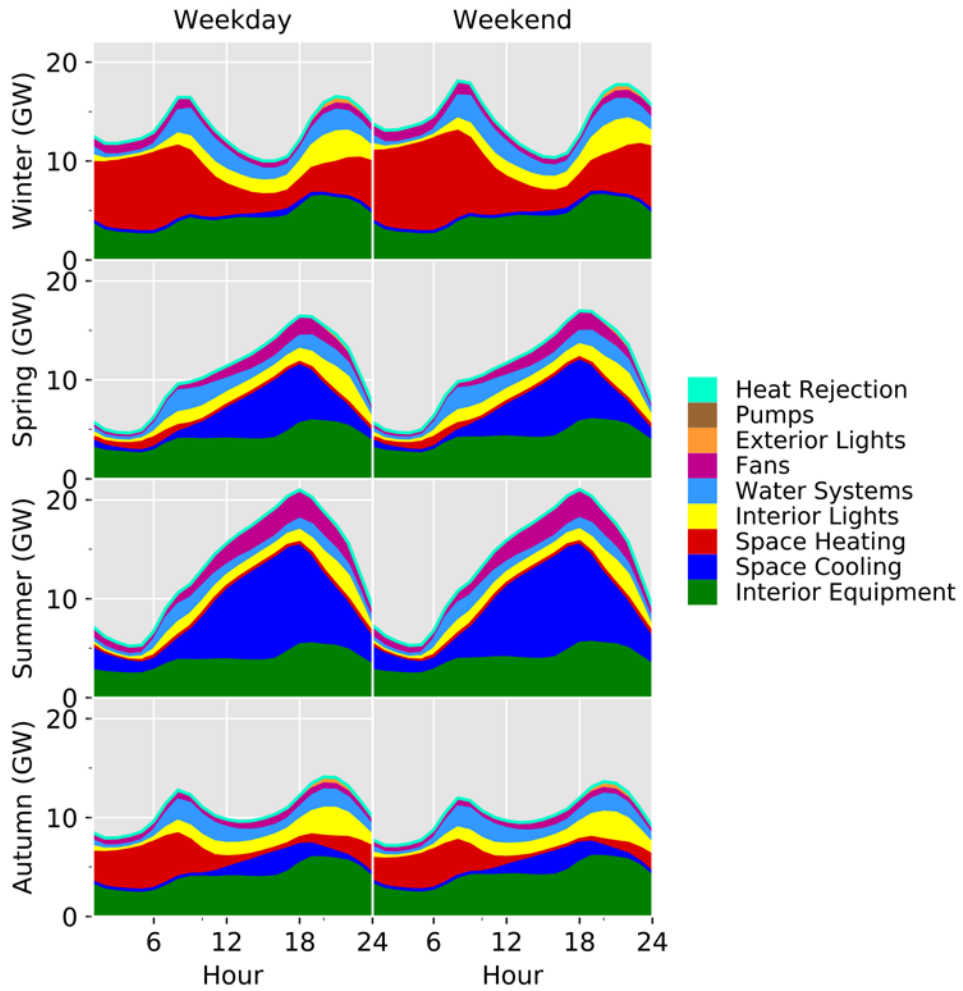 Weekday Weekend
20
10
0
Winter (GW)
20
10
0
Spring (GW)
20
10
0
Summer (GW)
20
10
0
Autumn (GW)
Heat Rejection
Pumps
Exterior Lights
Fans
Water Systems
Interior Lights
Space Heating
Space Cooling
Interior Equipment
6 12 18 24 6 12 18 24
Hour Hour